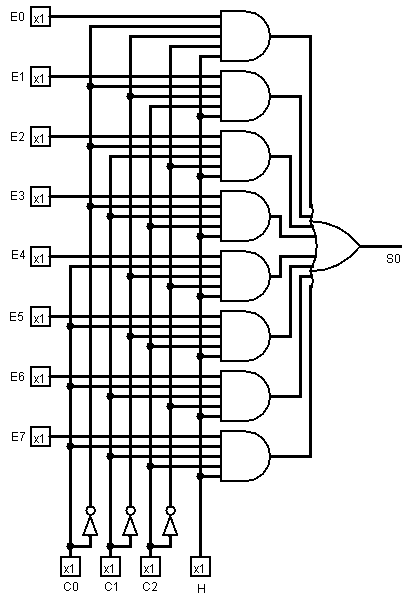 E0 x1
E1 x1
E2 x1
E3 x1
E4 x1
S0
E5 x1
E6 x1
E7 x1
x1 x1 x1 x1
C0 C1 C2 H